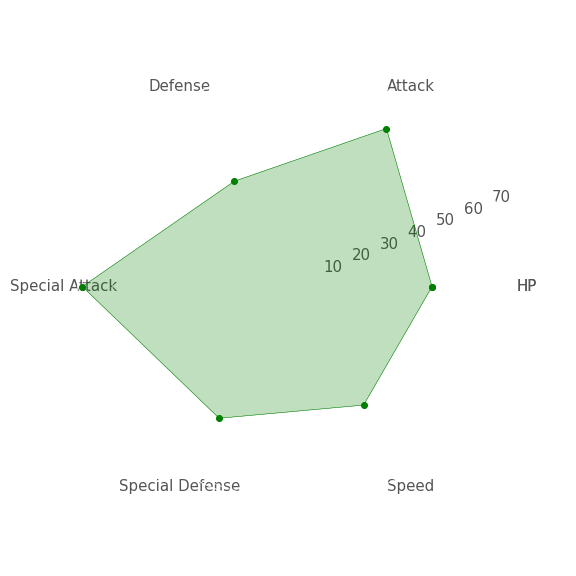 Defense
Attack
70
60
50
40
30
20
10
Special Attack
HP
Special Defense
Speed